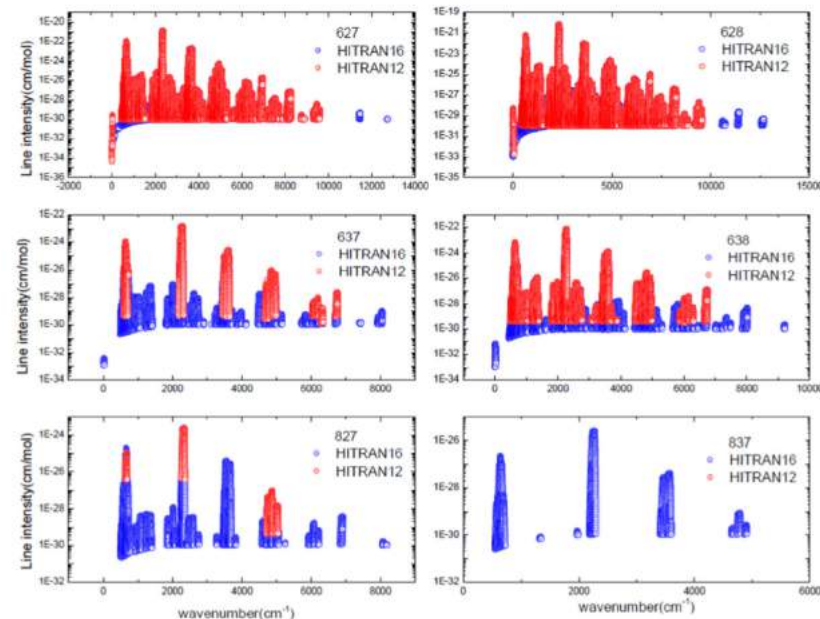 Line intensity(cm/mol)
1E-20
1E-22
1E-24
1E-26
1E-28
1E-30
1E-32
1E-34
1E-36
627
HITRAN16
HITRAN12
-2000 0 2000 4000 6000 8000 10000 12000 14000
1E-19
1E-21
1E-23
1E-25
1E-27
1E-29
1E-31
1E-33
1E-35
628
HITRAN16
HITRAN12
0 5000 10000 15000
Line intensity(cm/mol)
1E-22
1E-24
1E-26
1E-28
1E-30
1E-32
1E-34
637
HITRAN16
HITRAN12
0 2000 4000 6000 8000
1E-22
1E-24
1E-26
1E-28
1E-30
1E-32
1E-34
638
HITRAN16
HITRAN12
0 2000 4000 6000 8000 10000
Line intensity(cm/mol)
1E-24
1E-26
1E-28
1E-30
1E-32
827
HITRAN16
HITRAN12
0 2000 4000 6000 8000
wavenumber(cm⁻¹)
1E-26
1E-28
1E-30
1E-32
837
HITRAN16
HITRAN12
0 2000 4000 6000
wavenumber(cm⁻¹)